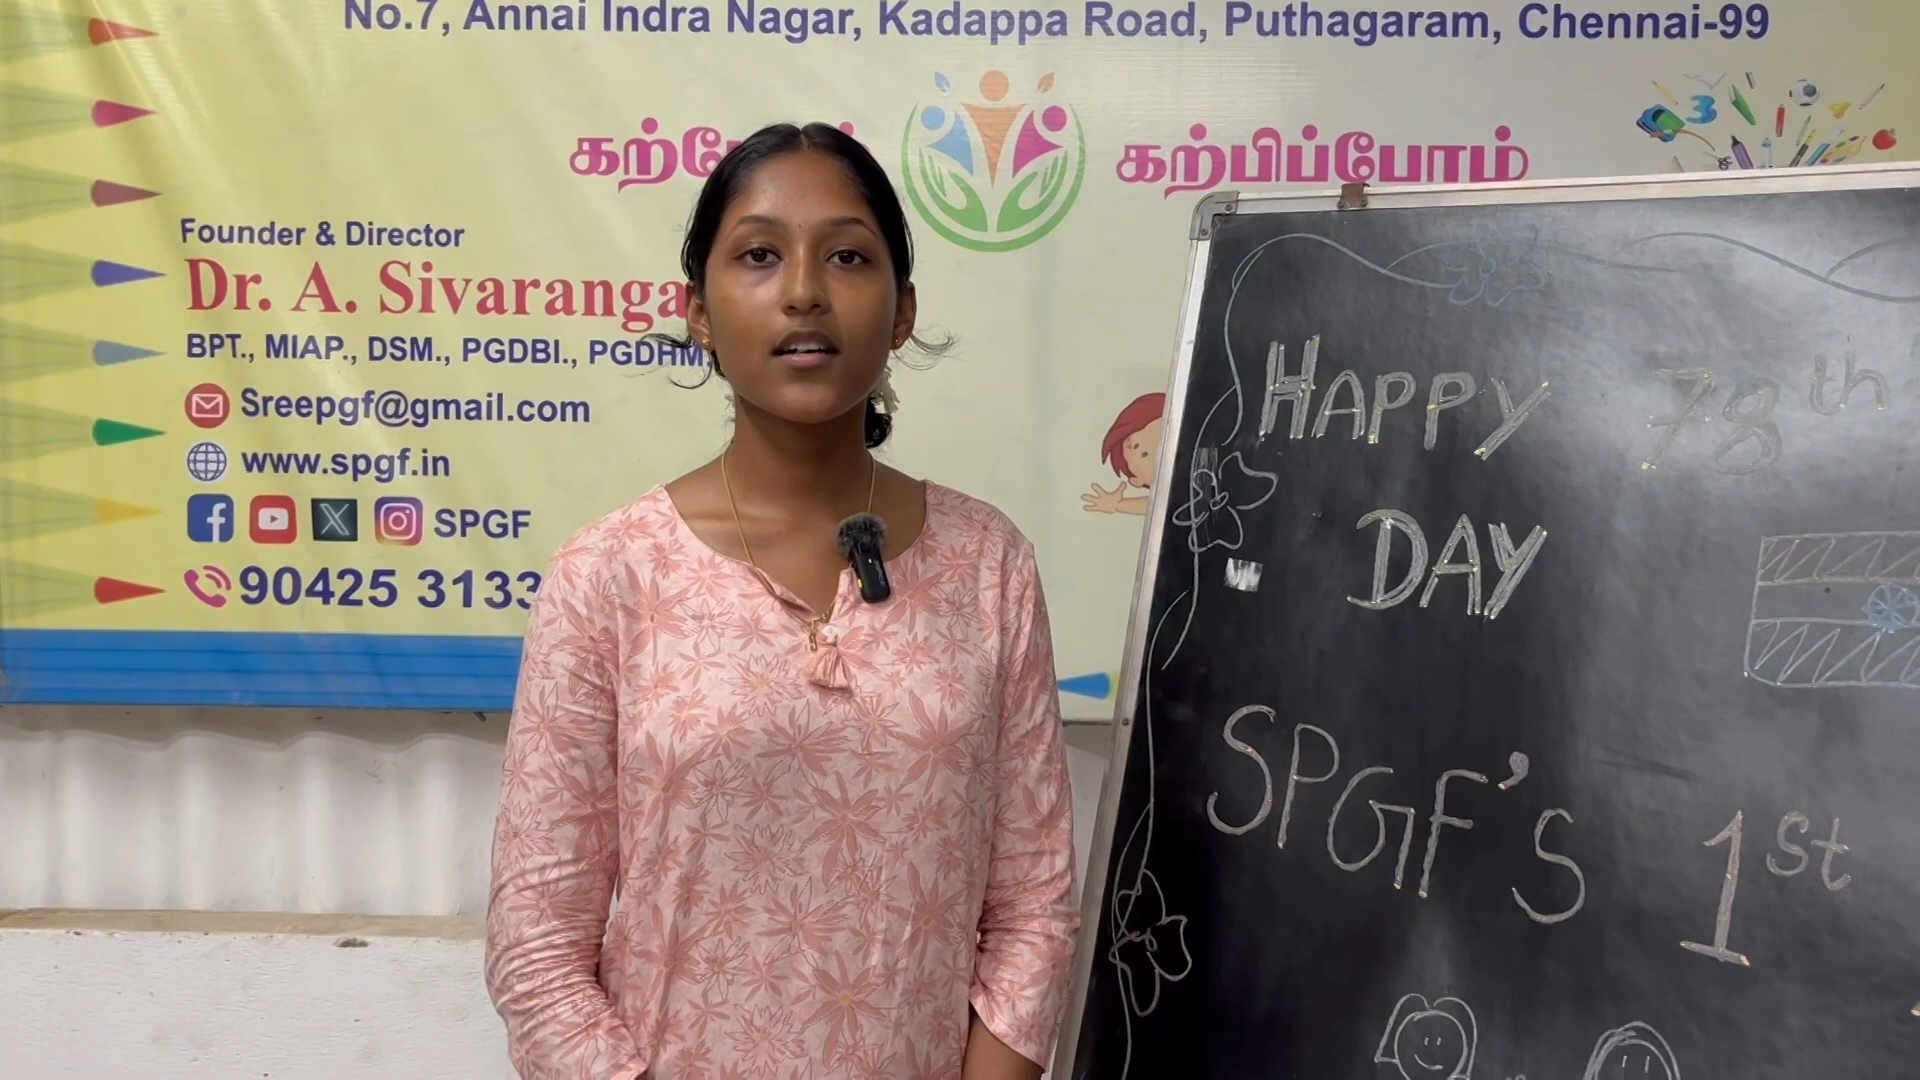 No.7, Annai Indra Nagar, Kadappa Road, Puthagaram, Chennai-99
கற்பிப்போம்
Founder & Director
Dr. A. Sivaranga
BPT., MIAP., DSM., PGDBI., PGDHM.
Sreepgf@gmail.com
www.spgf.in
SPGF
90425 3133
3
HAPPY 78th
DAY
SPGF'S 1st